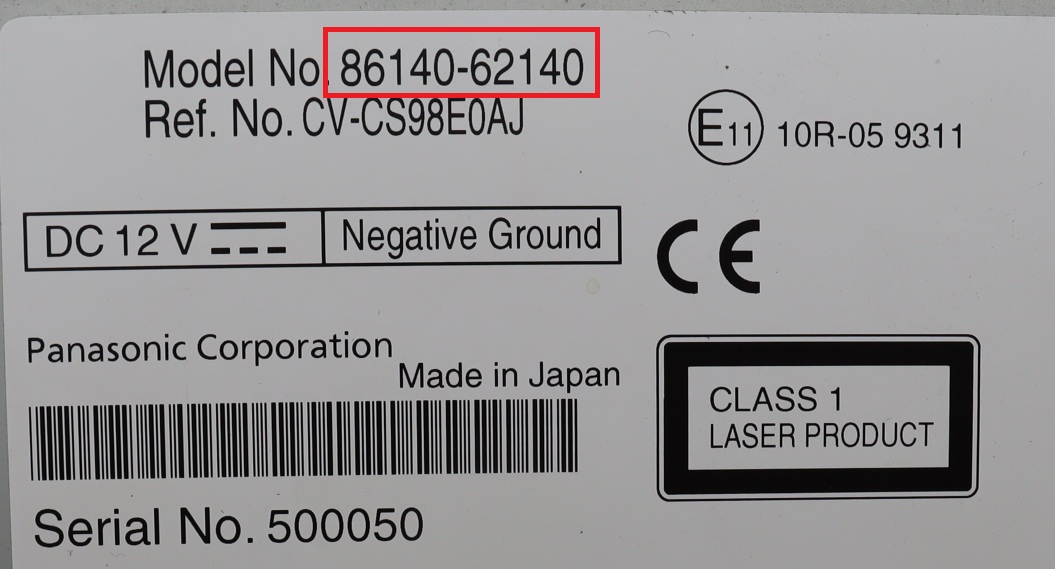 Model No. 86140-62140
Ref. No. CV-CS98E0AJ
E11 10R-05 9311
DC 12 V
Negative Ground
CE
Panasonic Corporation
Made in Japan
CLASS 1
LASER PRODUCT
Serial No. 500050